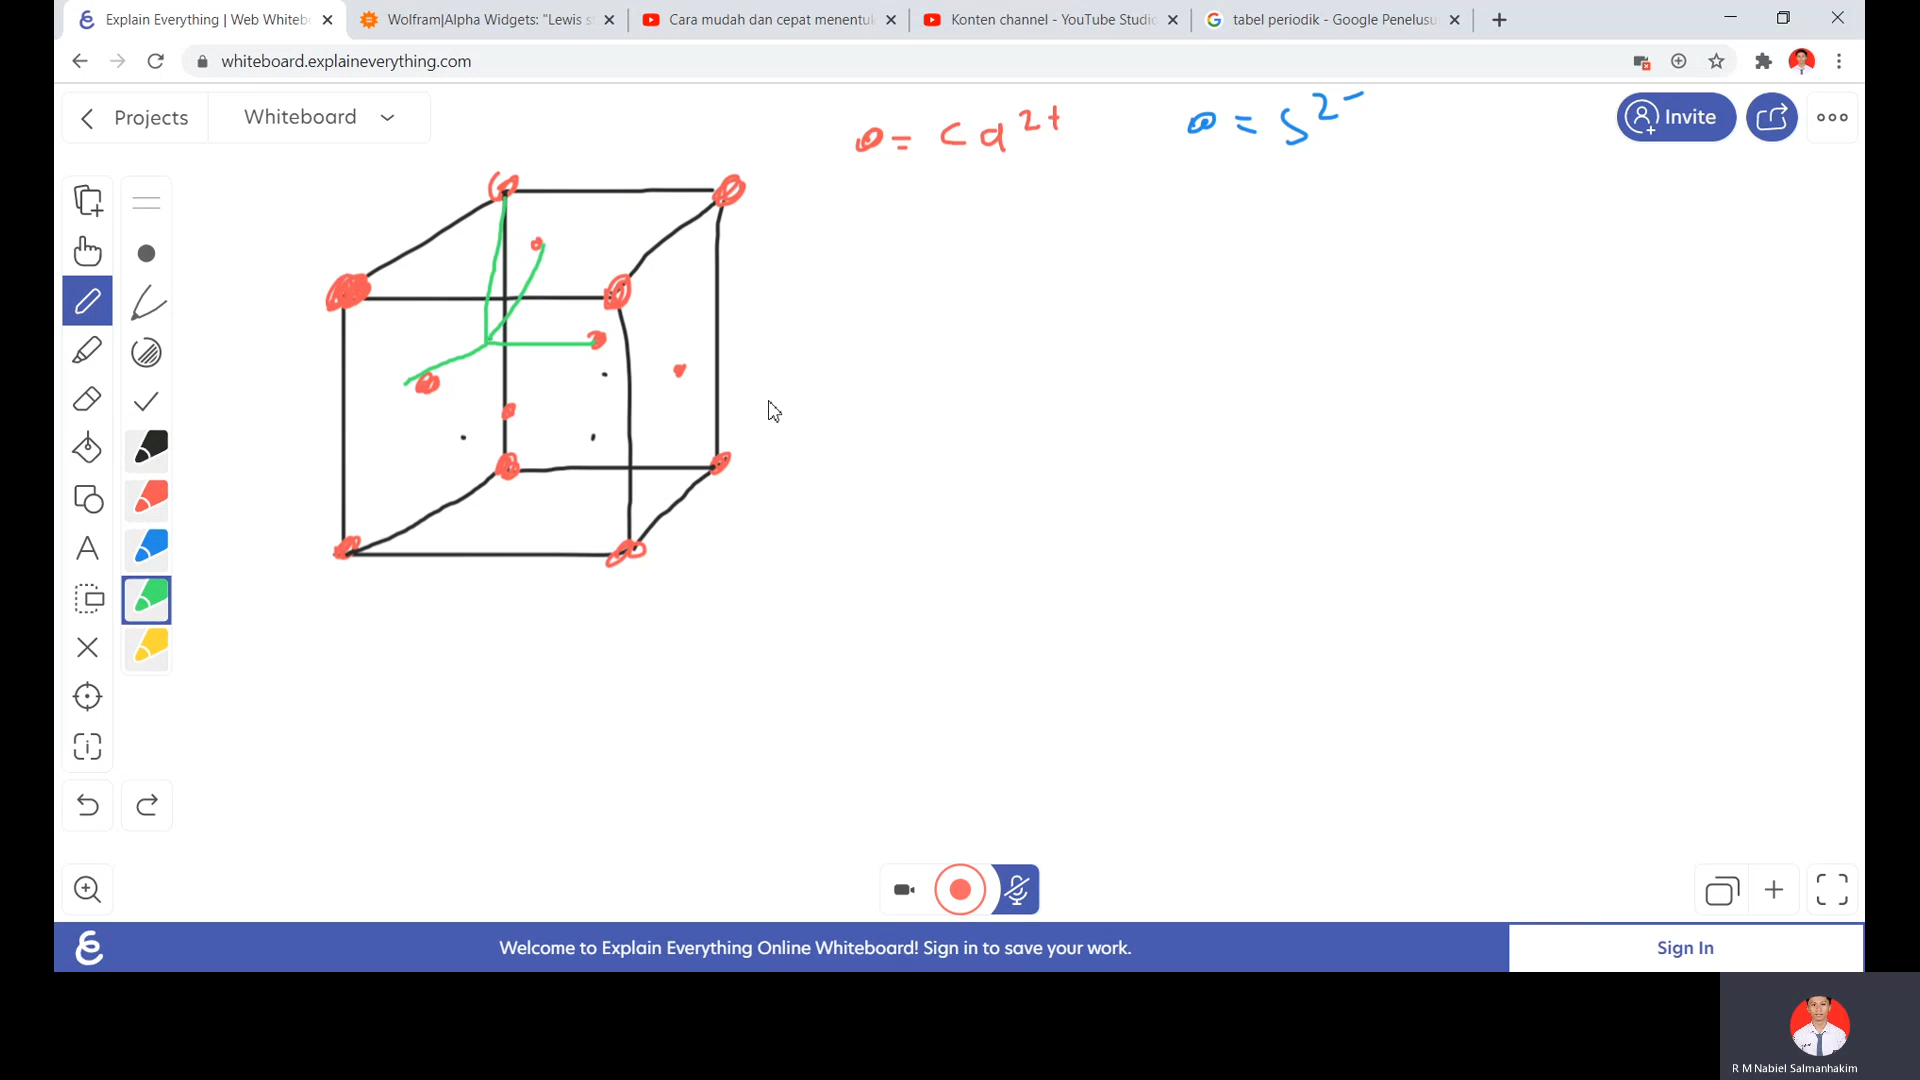 Explain Everything | Web Whitebo
Wolfram|Alpha Widgets: "Lewis s
Cara mudah dan cepat menentuk
Konten channel - YouTube Studio
tabel periodik - Google Penelusu
whiteboard.explaineverything.com
Projects
Whiteboard
= Ca²⁺
= S²⁻
Invite
Welcome to Explain Everything Online Whiteboard! Sign in to save your work.
Sign In
R M Nabiel Salmanhakim